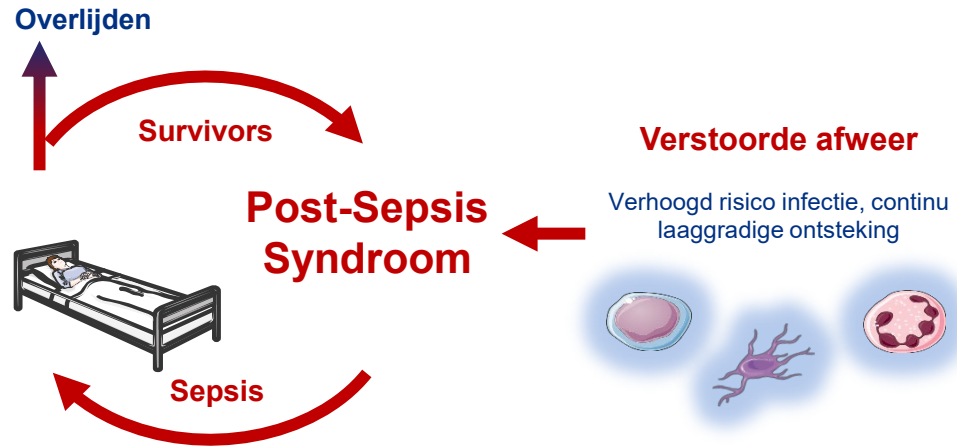 Overlijden
Survivors
Post-Sepsis
Syndroom
Sepsis
Verstoorde afweer
Verhoogd risico infectie, continu
laaggradige ontsteking